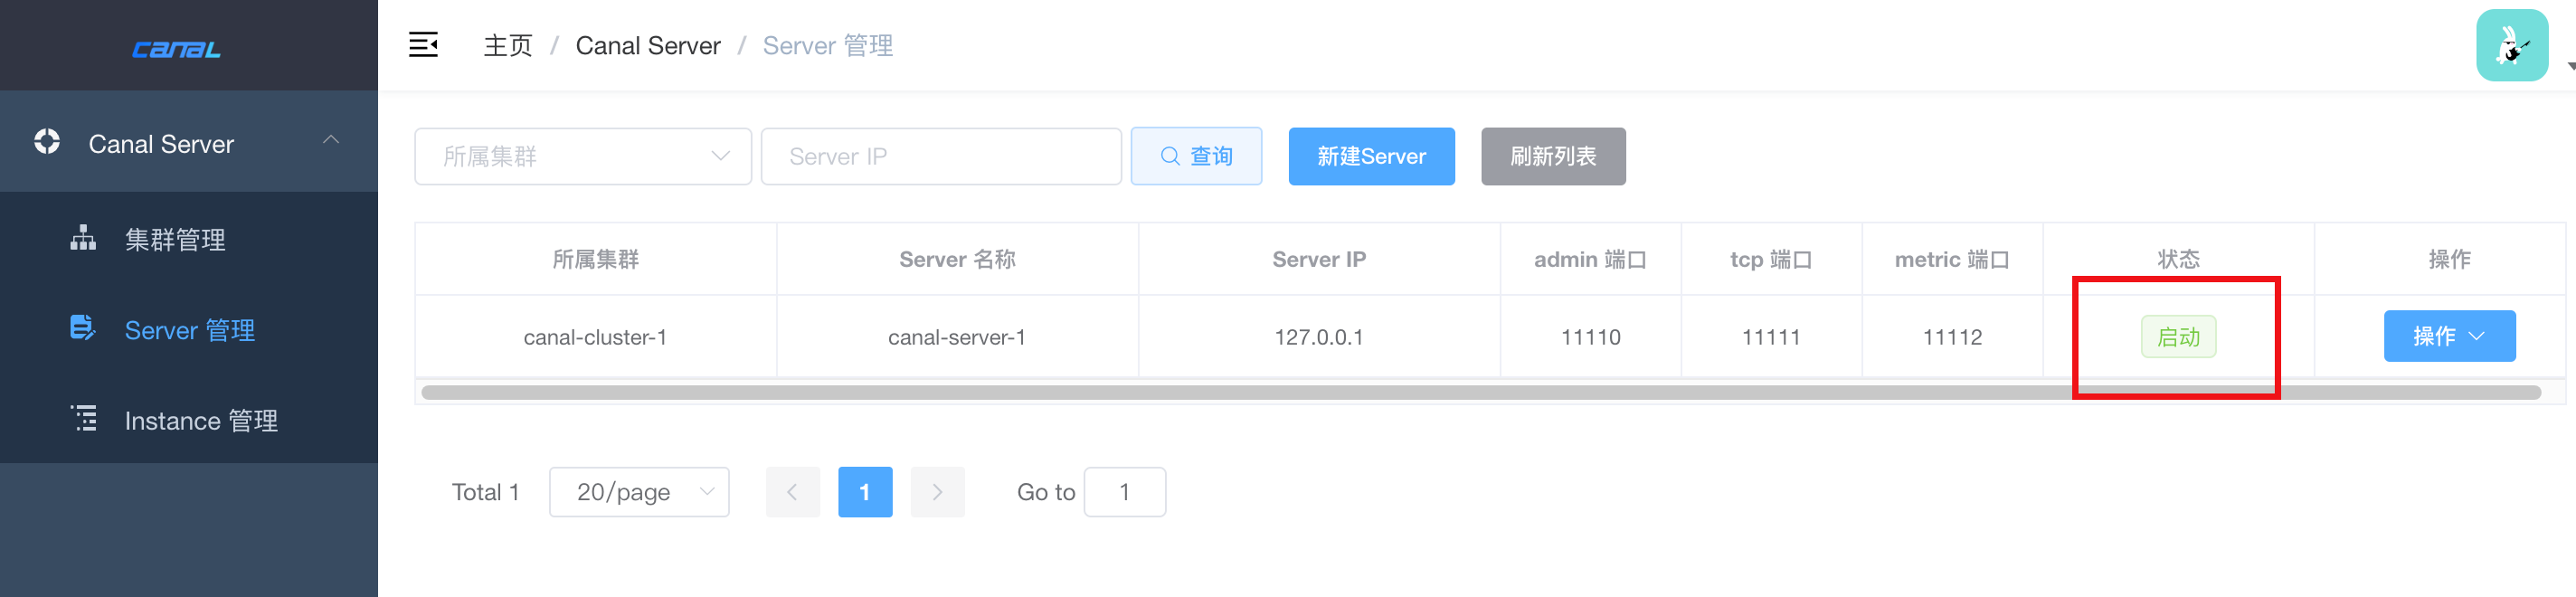 canal
主页 / Canal Server / Server 管理
Canal Server
集群管理
Server 管理
Instance 管理
所属集群 Server IP 查询 新建Server 刷新列表
所属集群 Server 名称 Server IP admin 端口 tcp 端口 metric 端口 状态 操作
canal-cluster-1 canal-server-1 127.0.0.1 11110 11111 11112 启动 操作
Total 1 20/page 1 Go to 1